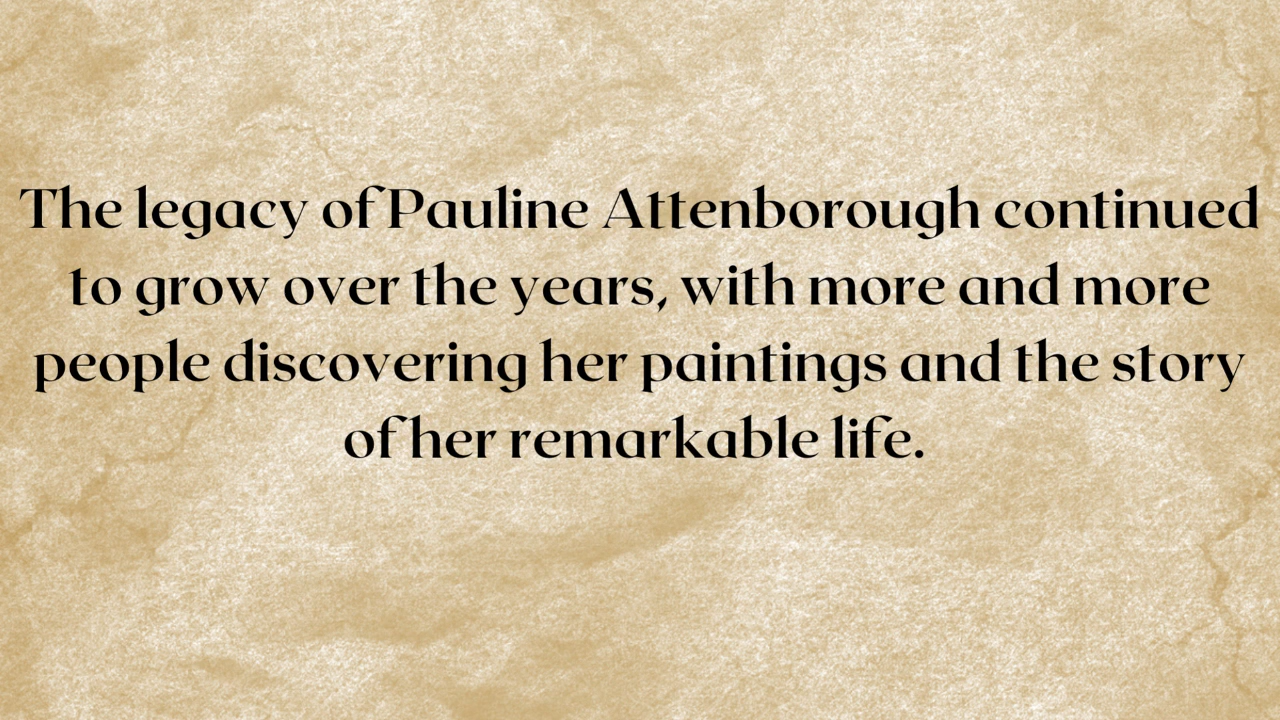 The legacy of Pauline Attenborough continued
to grow over the years, with more and more
people discovering her paintings and the story
of her remarkable life.